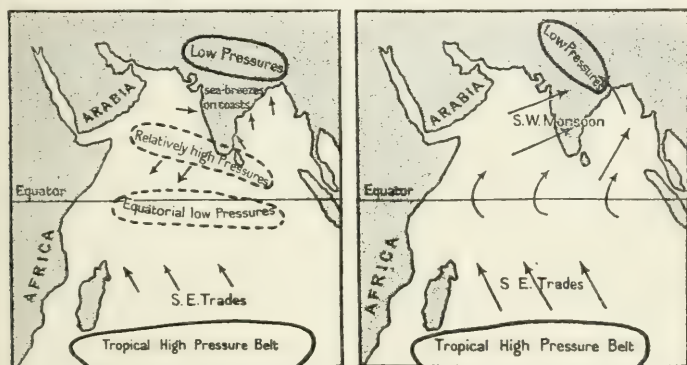 Low Pressures
sea-breezes
on coasts
ARABIA
Relatively high Pressures
Equator
Equatorial low Pressures
AFRICA
S.E.Trades
Tropical High Pressure Belt
Low Pressures
ARABIA
S.W.Monsoon
Equator
AFRICA
S. E. Trades
Tropical High Pressure Belt